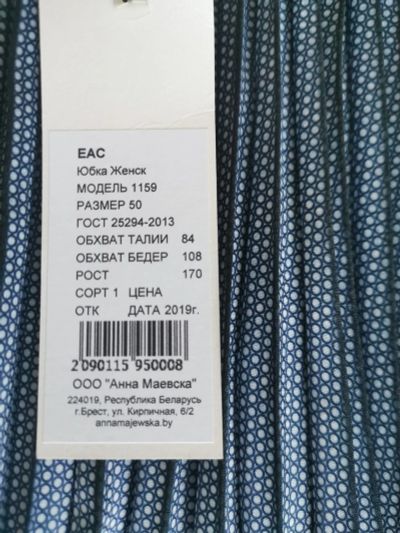 EAC
Юбка Женск
МОДЕЛЬ 1159
РАЗМЕР 50
ГОСТ 25294-2013
ОБХВАТ ТАЛИИ 84
ОБХВАТ БЕДЕР 108
РОСТ 170
СОРТ 1 ЦЕНА
ОТК ДАТА 2019г.
2 090115 950008
ООО "Анна Маевска"
224019, Республика Беларусь
г.Брест, ул. Кирпичная, 6/2
annamajewska.by